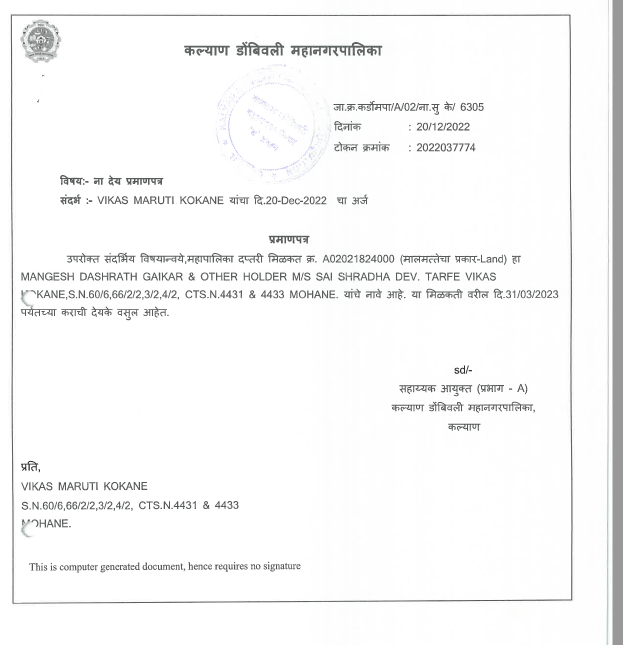 कल्याण डोंबिवली महानगरपालिका
जा.क्र.कडोंमपा/A/02/ना.सु के/ 6305
दिनांक : 20/12/2022
टोकन क्रमांक : 2022037774
विषय:- ना देय प्रमाणपत्र
संदर्भ :- VIKAS MARUTI KOKANE यांचा दि.20-Dec-2022 चा अर्ज
प्रमाणपत्र
उपरोक्त संदर्भिय विषयान्वये,महापालिका दप्तरी मिळकत क्र. A02021824000 (मालमत्तेचा प्रकार-Land) हा
MANGESH DASHRATH GAIKAR & OTHER HOLDER M/S SAI SHRADHA DEV. TARFE VIKAS
KOKANE,S.N.60/6,66/2/2,3/2,4/2, CTS.N.4431 & 4433 MOHANE. यांचे नावे आहे. या मिळकती वरील दि.31/03/2023
पर्यंतच्या कराची देयके वसुल आहेत.
sd/-
सहाय्यक आयुक्त (प्रभाग - A)
कल्याण डोंबिवली महानगरपालिका,
कल्याण
प्रति,
VIKAS MARUTI KOKANE
S.N.60/6,66/2/2,3/2,4/2, CTS.N.4431 & 4433
MOHANE.
This is computer generated document, hence requires no signature